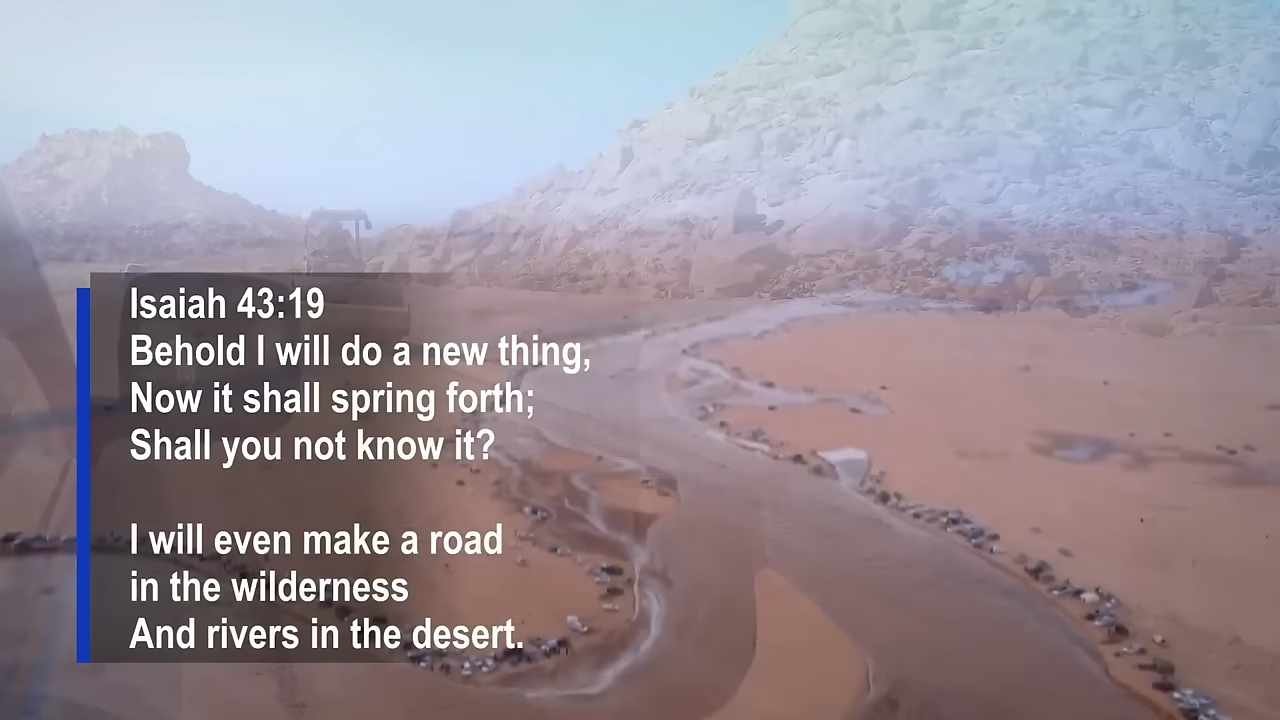 Isaiah 43:19
Behold I will do a new thing,
Now it shall spring forth;
Shall you not know it?
I will even make a road
in the wilderness
And rivers in the desert.